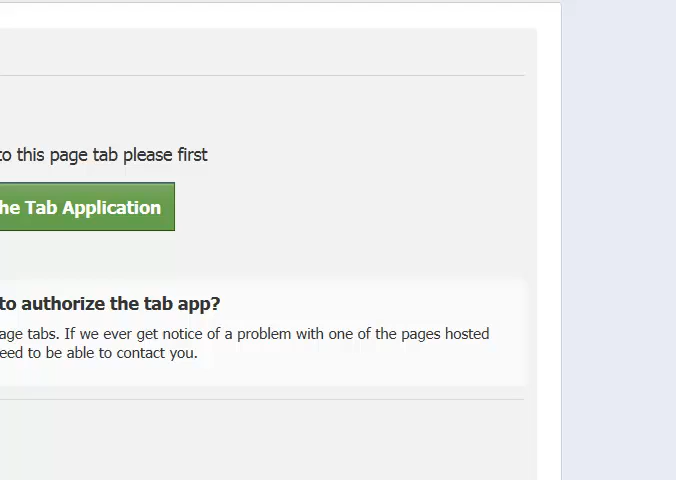 to this page tab please first
he Tab Application
to authorize the tab app?
age tabs. If we ever get notice of a problem with one of the pages hosted
eed to be able to contact you.